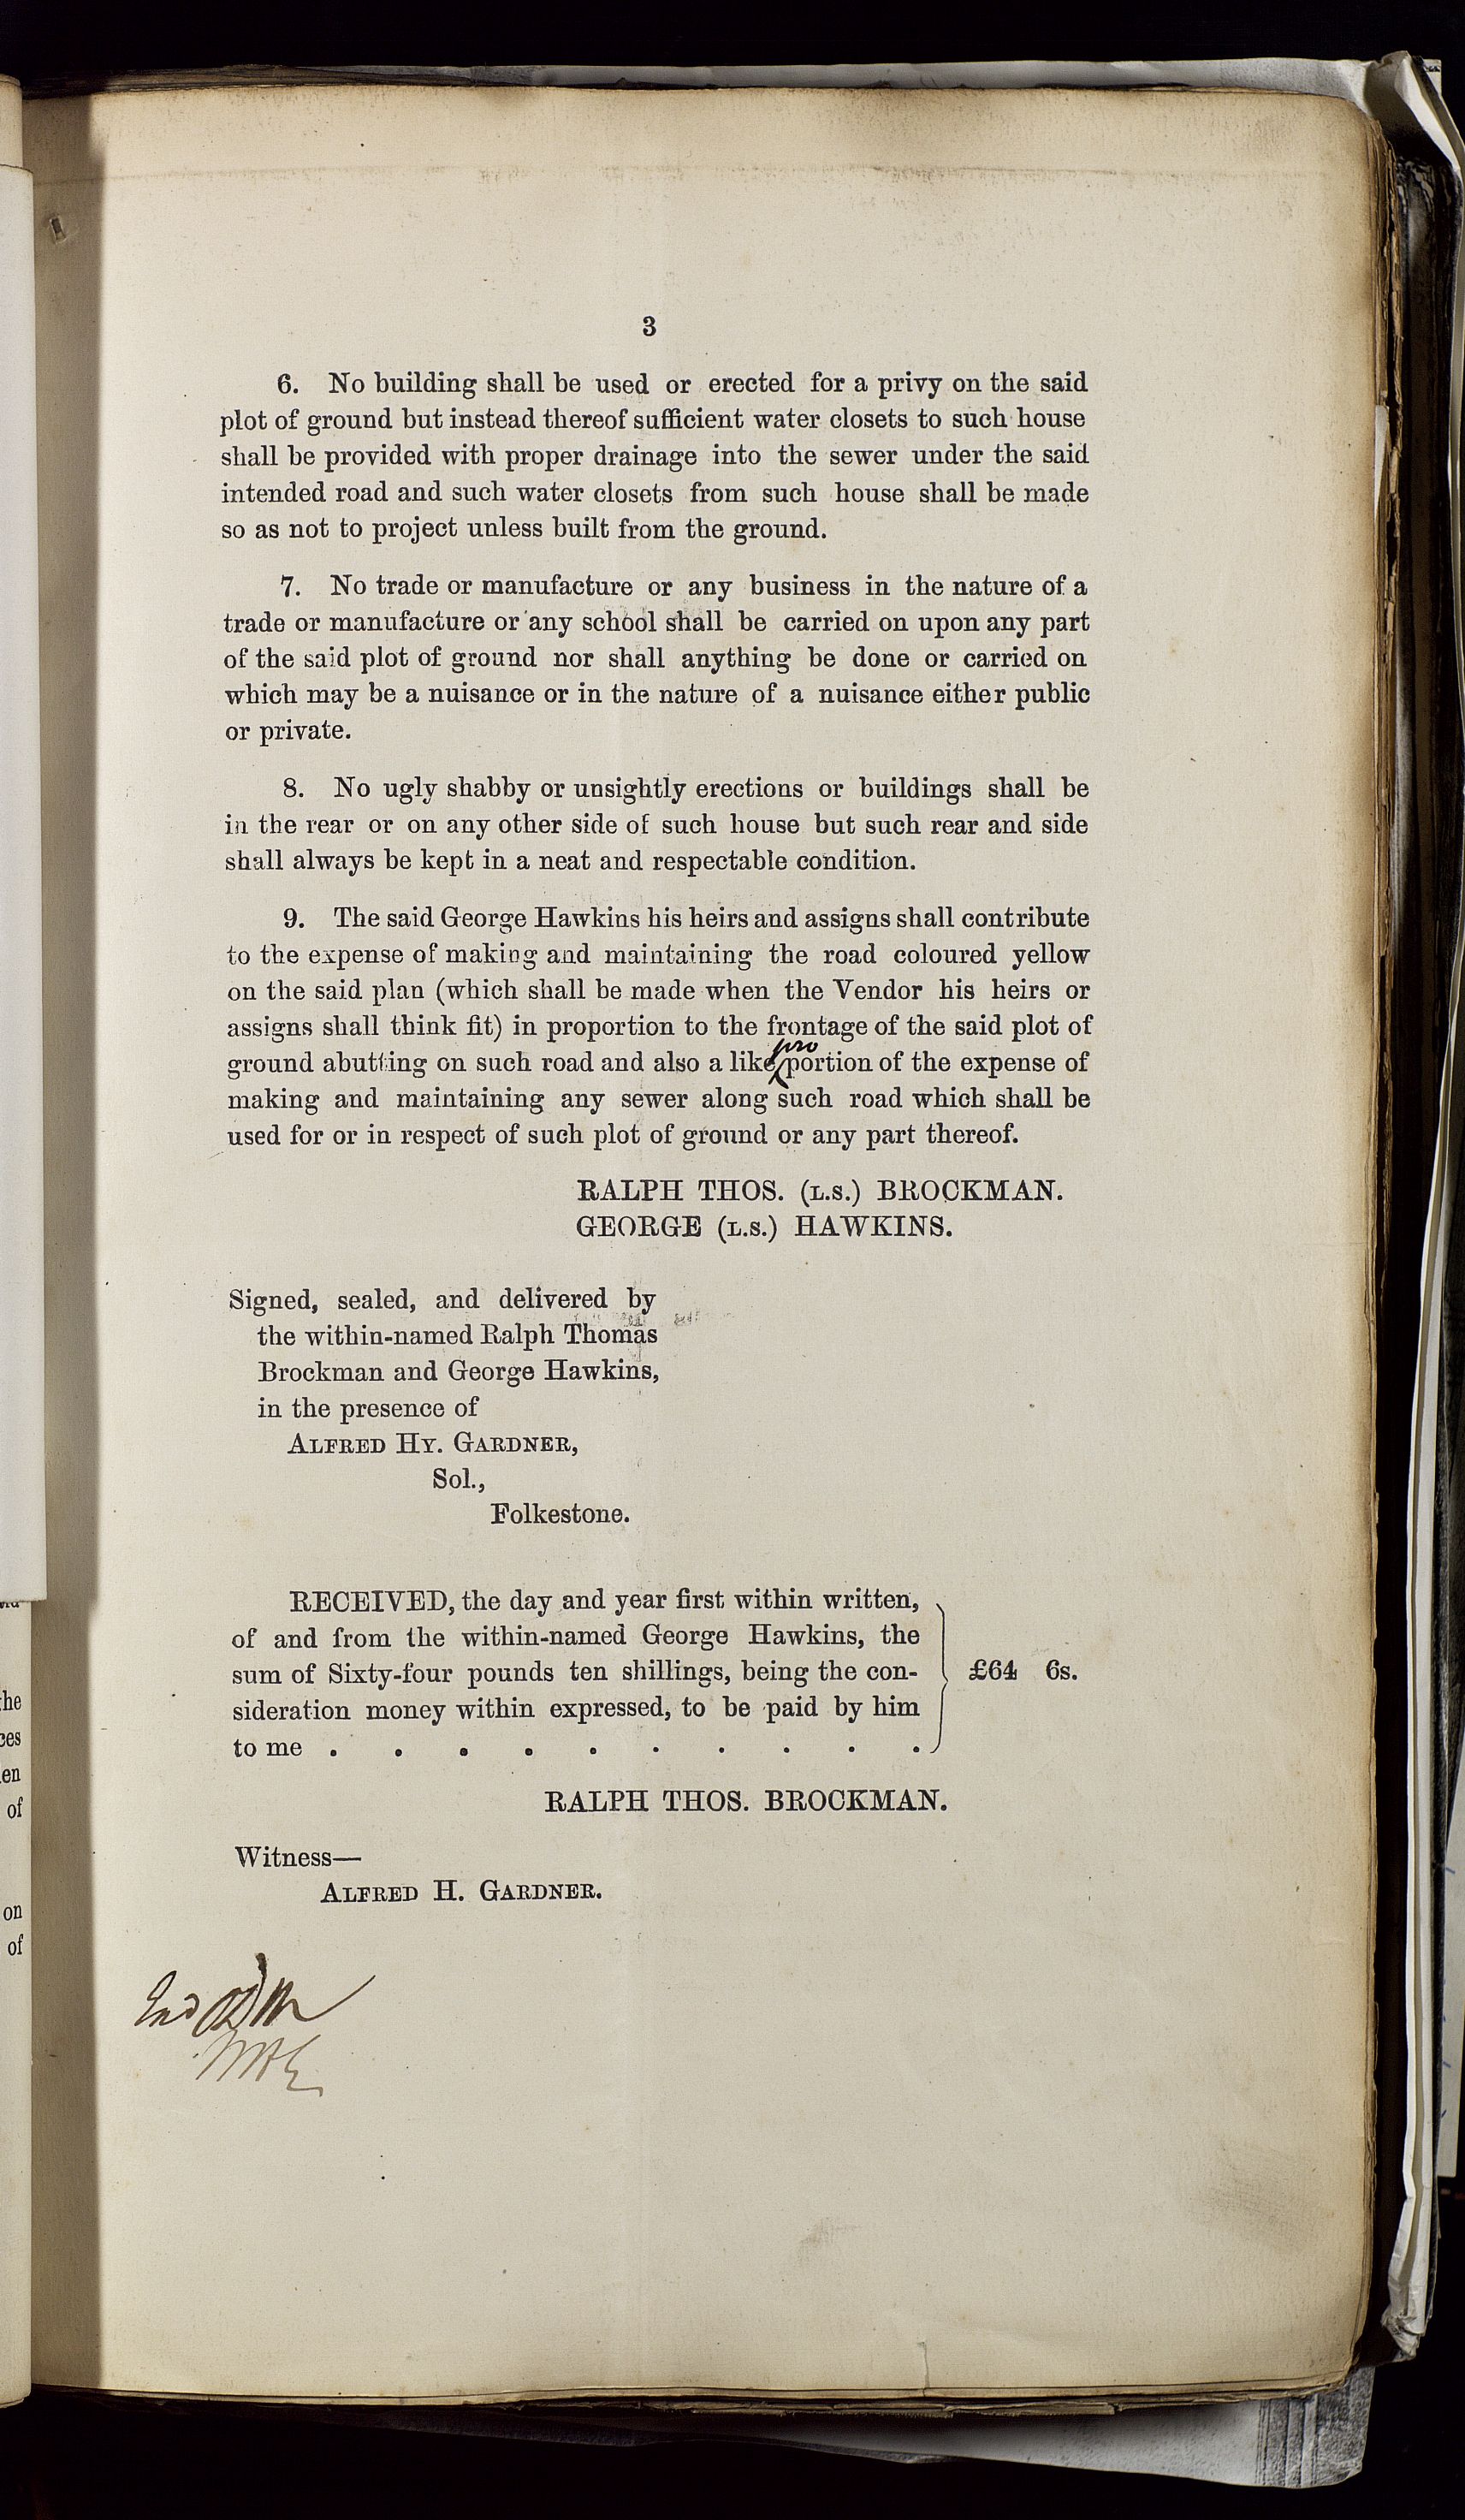 3
6. No building shall be used or erected for a privy on the said
plot of ground but instead thereof sufficient water closets to such house
shall be provided with proper drainage into the sewer under the said
intended road and such water closets from such house shall be made
so as not to project unless built from the ground.
7. No trade or manufacture or any business in the nature of a
trade or manufacture or any school shall be carried on upon any part
of the said plot of ground nor shall anything be done or carried on
which may be a nuisance or in the nature of a nuisance either public
or private.
8. No ugly shabby or unsightly erections or buildings shall be
in the rear or on any other side of such house but such rear and side
shall always be kept in a neat and respectable condition.
9. The said George Hawkins his heirs and assigns shall contribute
to the expense of making and maintaining the road coloured yellow
on the said plan (which shall be made when the Vendor his heirs or
assigns shall think fit) in proportion to the frontage of the said plot of
ground abutting on such road and also a like proportion of the expense of
making and maintaining any sewer along such road which shall be
used for or in respect of such plot of ground or any part thereof.
RALPH THOS. (L.S.) BROCKMAN.
GEORGE (L.S.) HAWKINS.
Signed, sealed, and delivered by
the within-named Ralph Thomas
Brockman and George Hawkins,
in the presence of
ALFRED HY. GARDNER,
Sol.,
Folkestone.
RECEIVED, the day and year first within written,
of and from the within-named George Hawkins, the
sum of Sixty-four pounds ten shillings, being the con-
sideration money within expressed, to be paid by him
to me . . . . . . . . . .
£64 6s.
RALPH THOS. BROCKMAN.
Witness—
ALFRED H. GARDNER.
he
en
of
on
of